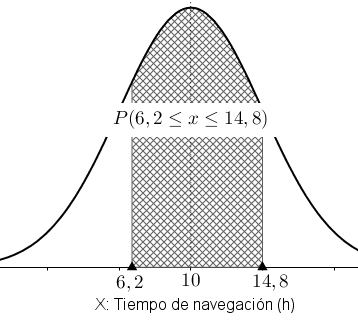 P(6, 2 ≤ x ≤ 14, 8)
6, 2 10 14, 8
X: Tiempo de navegación (h)